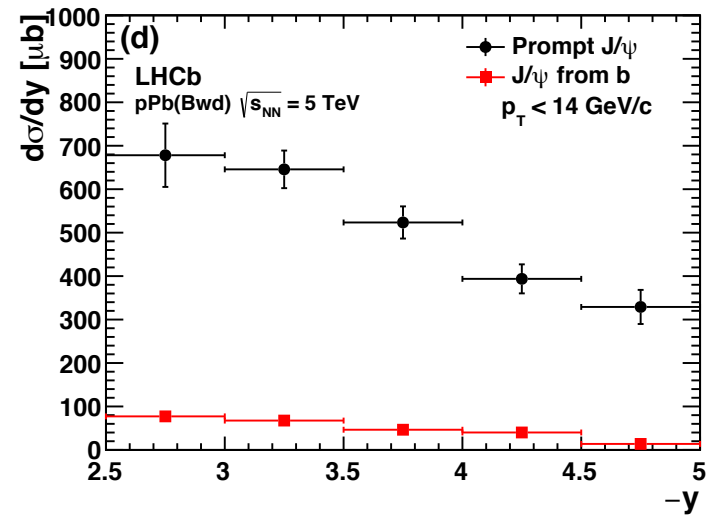 (d)
LHCb
pPb(Bwd) √s_NN = 5 TeV
Prompt J/ψ
J/ψ from b
p_T < 14 GeV/c
dσ/dy [μb]
1000
900
800
700
600
500
400
300
200
100
0
2.5 3 3.5 4 4.5 5
−y